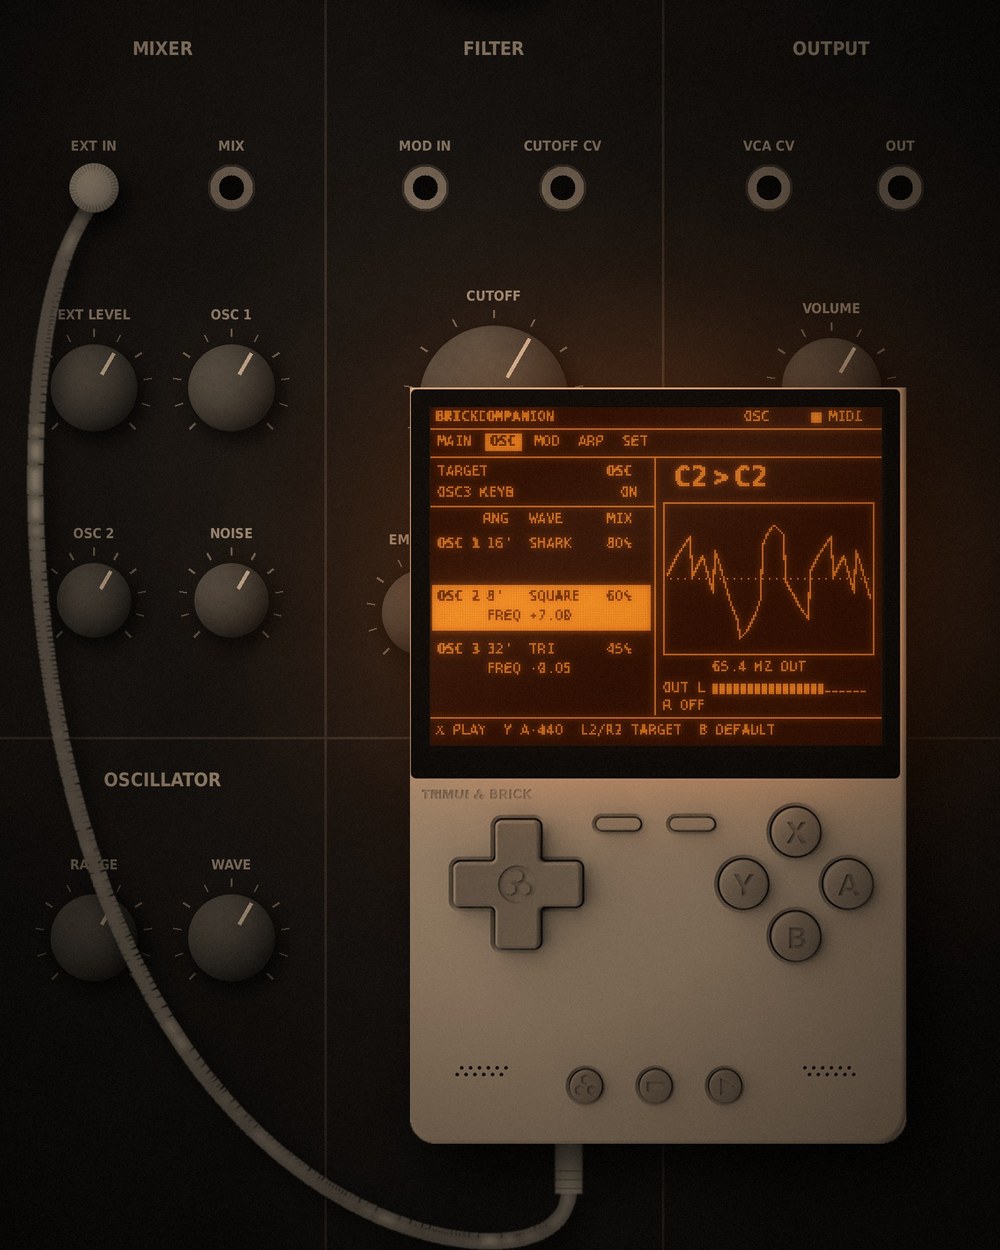 MIXER FILTER OUTPUT
EXT IN MIX MOD IN CUTOFF CV VCA CV OUT
CUTOFF
VOLUME
EXT LEVEL OSC 1
BRICKCOMPANION OSC MIDI
MAIN OSC MOD ARP SET
TARGET OSC
OSC3 KEYB ON
C2>C2
RNG WAVE MIX
OSC 1 16' SHARK 80%
OSC 2 NOISE
EM
OSC 2 8' SQUARE 60%
FREQ +7.00
OSC 3 32' TRI 45%
FREQ -0.05
65.4 HZ OUT
OUT L
R OFF
X PLAY Y A-440 L2/R2 TARGET B DEFAULT
OSCILLATOR
TRIMUI & BRICK
RANGE WAVE
X
Y A
B